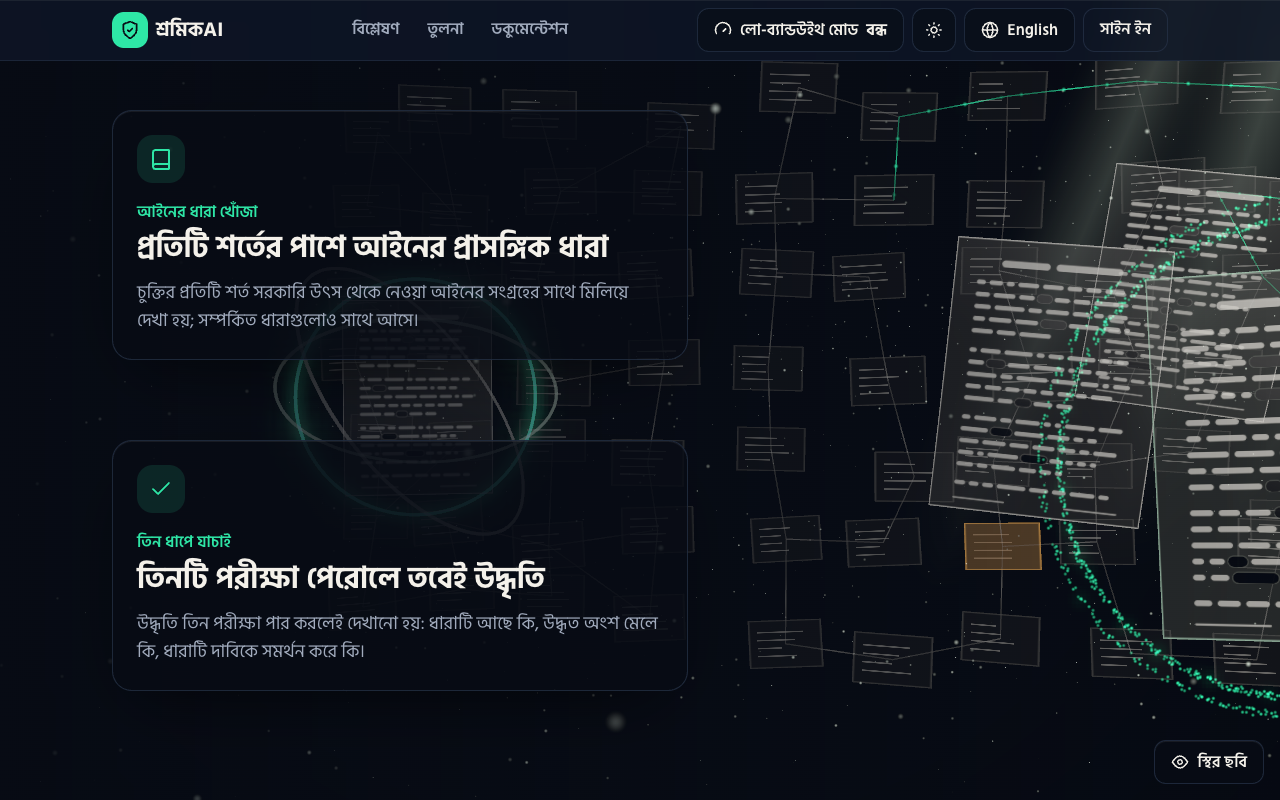 শ্রমিকAI
বিশ্লেষণ
তুলনা
ডকুমেন্টেশন
লো-ব্যান্ডউইথ মোড বন্ধ
English
সাইন ইন
আইনের ধারা খোঁজা
প্রতিটি শর্তের পাশে আইনের প্রাসঙ্গিক ধারা
চুক্তির প্রতিটি শর্ত সরকারি উৎস থেকে নেওয়া আইনের সংগ্রহের সাথে মিলিয়ে
দেখা হয়; সম্পর্কিত ধারাগুলোও সাথে আসে।
তিন ধাপে যাচাই
তিনটি পরীক্ষা পেরোলে তবেই উদ্ধৃতি
উদ্ধৃতি তিন পরীক্ষা পার করলেই দেখানো হয়: ধারাটি আছে কি, উদ্ধৃত অংশ মেলে
কি, ধারাটি দাবিকে সমর্থন করে কি।
স্থির ছবি